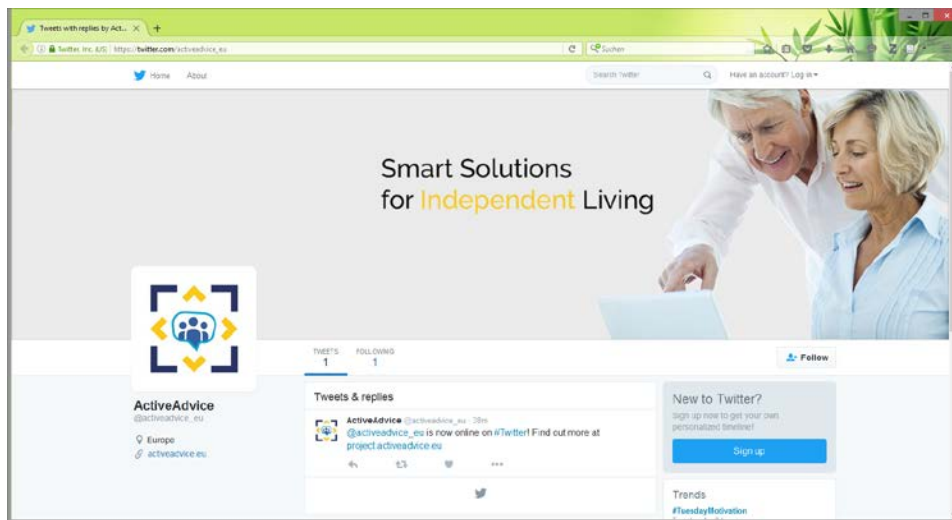 Tweets with replies by Act...
Twitter, Inc. (US) https://twitter.com/activeadvice_eu
Suchen
Home About
Search Twitter
Have an account? Log in
Smart Solutions
for Independent Living
TWEETS FOLLOWING
1 1
Follow
ActiveAdvice
@activeadvice_eu
Europe
activeadvice.eu
Tweets & replies
ActiveAdvice @activeadvice_eu · 28m
@activeadvice_eu is now online on #Twitter! Find out more at
project.activeadvice.eu
New to Twitter?
Sign up now to get your own
personalized timeline!
Sign up
Trends
#TuesdayMotivation